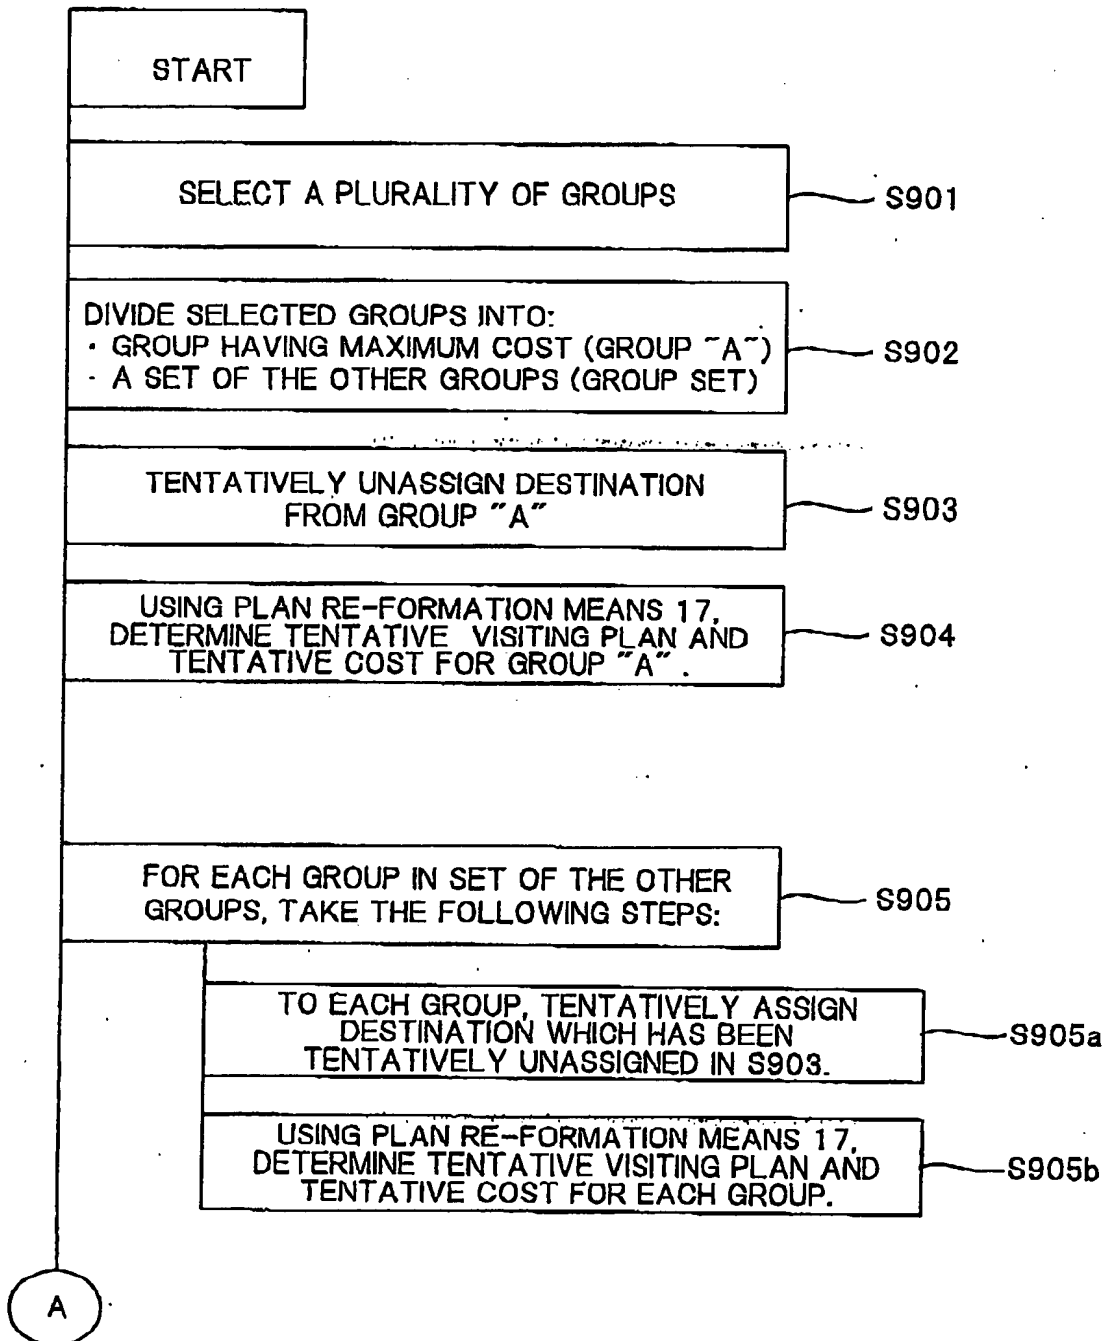 START
SELECT A PLURALITY OF GROUPS
S901
DIVIDE SELECTED GROUPS INTO:
· GROUP HAVING MAXIMUM COST (GROUP "A")
· A SET OF THE OTHER GROUPS (GROUP SET)
S902
TENTATIVELY UNASSIGN DESTINATION
FROM GROUP "A"
S903
USING PLAN RE-FORMATION MEANS 17,
DETERMINE TENTATIVE VISITING PLAN AND
TENTATIVE COST FOR GROUP "A".
S904
FOR EACH GROUP IN SET OF THE OTHER
GROUPS, TAKE THE FOLLOWING STEPS:
S905
TO EACH GROUP, TENTATIVELY ASSIGN
DESTINATION WHICH HAS BEEN
TENTATIVELY UNASSIGNED IN S903.
S905a
USING PLAN RE-FORMATION MEANS 17,
DETERMINE TENTATIVE VISITING PLAN AND
TENTATIVE COST FOR EACH GROUP.
S905b
A